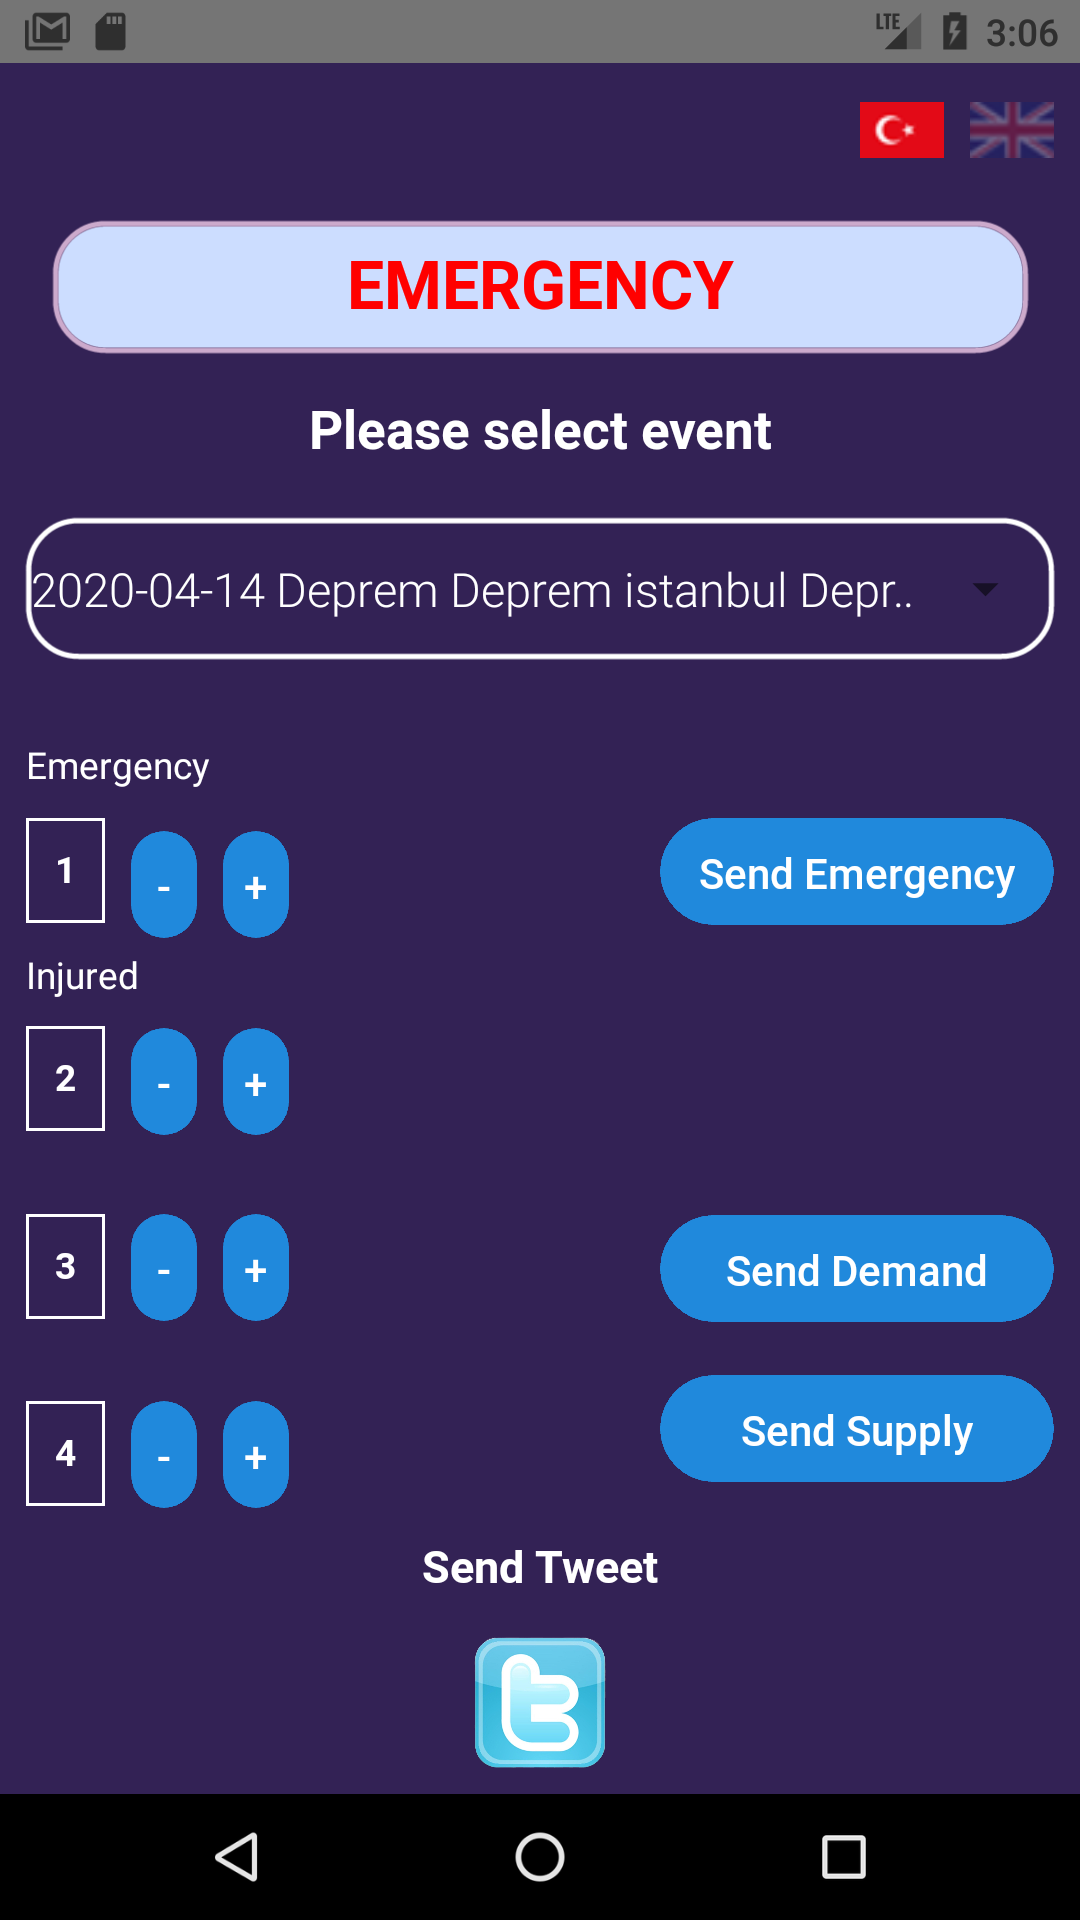 LTE 3:06
EMERGENCY
Please select event
2020-04-14 Deprem Deprem istanbul Depr..
Emergency
1 - + Send Emergency
Injured
2 - +
3 - + Send Demand
4 - + Send Supply
Send Tweet